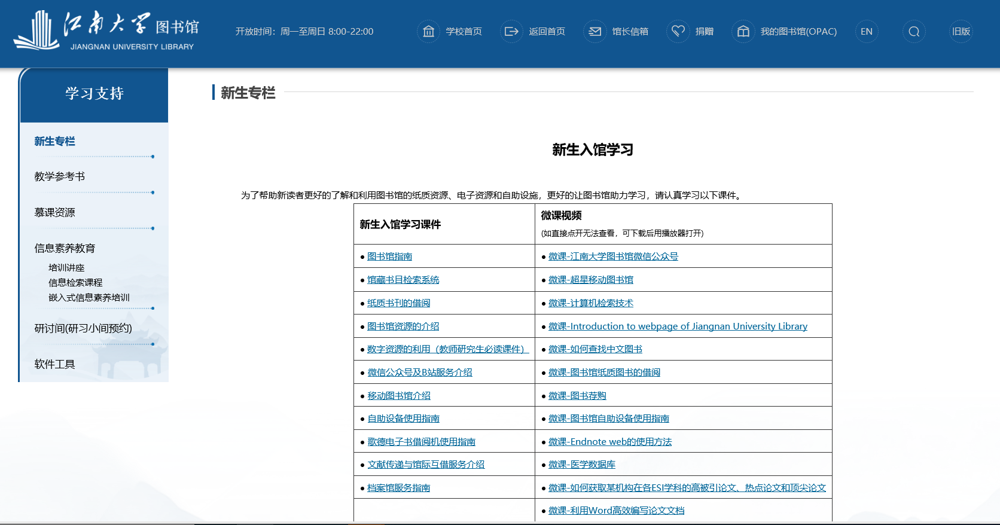 江南大学图书馆
JIANGNAN UNIVERSITY LIBRARY
开放时间：周一至周日 8:00-22:00
学校首页
返回首页
馆长信箱
捐赠
我的图书馆(OPAC)
EN
旧版
学习支持
新生专栏
教学参考书
慕课资源
信息素养教育
培训讲座
信息检索课程
嵌入式信息素养培训
研讨间(研习小间预约)
软件工具
新生专栏
新生入馆学习
为了帮助新读者更好的了解和利用图书馆的纸质资源、电子资源和自助设施，更好的让图书馆助力学习，请认真学习以下课件。
新生入馆学习课件
微课视频
(如直接点开无法查看，可下载后用播放器打开)
● 图书馆指南
● 微课-江南大学图书馆微信公众号
● 馆藏书目检索系统
● 微课-超星移动图书馆
● 纸质书刊的借阅
● 微课-计算机检索技术
● 图书馆资源的介绍
● 微课-Introduction to webpage of Jiangnan University Library
● 数字资源的利用（教师研究生必读课件）
● 微课-如何查找中文图书
● 微信公众号及B站服务介绍
● 微课-图书馆纸质图书的借阅
● 移动图书馆介绍
● 微课-图书荐购
● 自助设备使用指南
● 微课-图书馆自助设备使用指南
● 歌德电子书借阅机使用指南
● 微课-Endnote web的使用方法
● 文献传递与馆际互借服务介绍
● 微课-医学数据库
● 档案馆服务指南
● 微课-如何获取某机构在各ESI学科的高被引论文、热点论文和顶尖论文
● 微课-利用Word高效编写论文文档